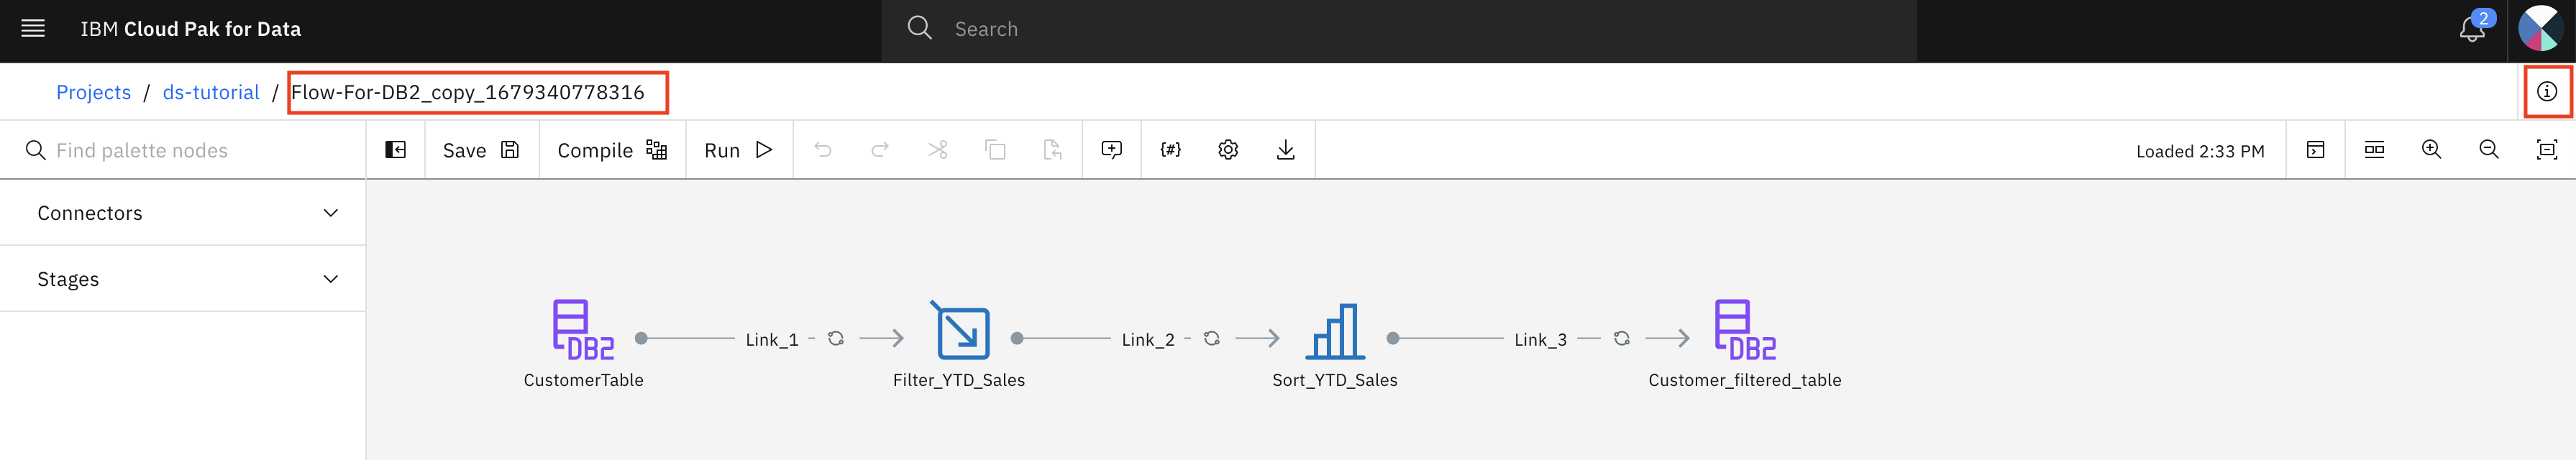 IBM Cloud Pak for Data
Search
2
Projects / ds-tutorial / Flow-For-DB2_copy_1679340778316
Find palette nodes
Save
Compile
Run
{#}
Loaded 2:33 PM
Connectors
Stages
DB2
Link_1
Link_2
Link_3
DB2
CustomerTable
Filter_YTD_Sales
Sort_YTD_Sales
Customer_filtered_table